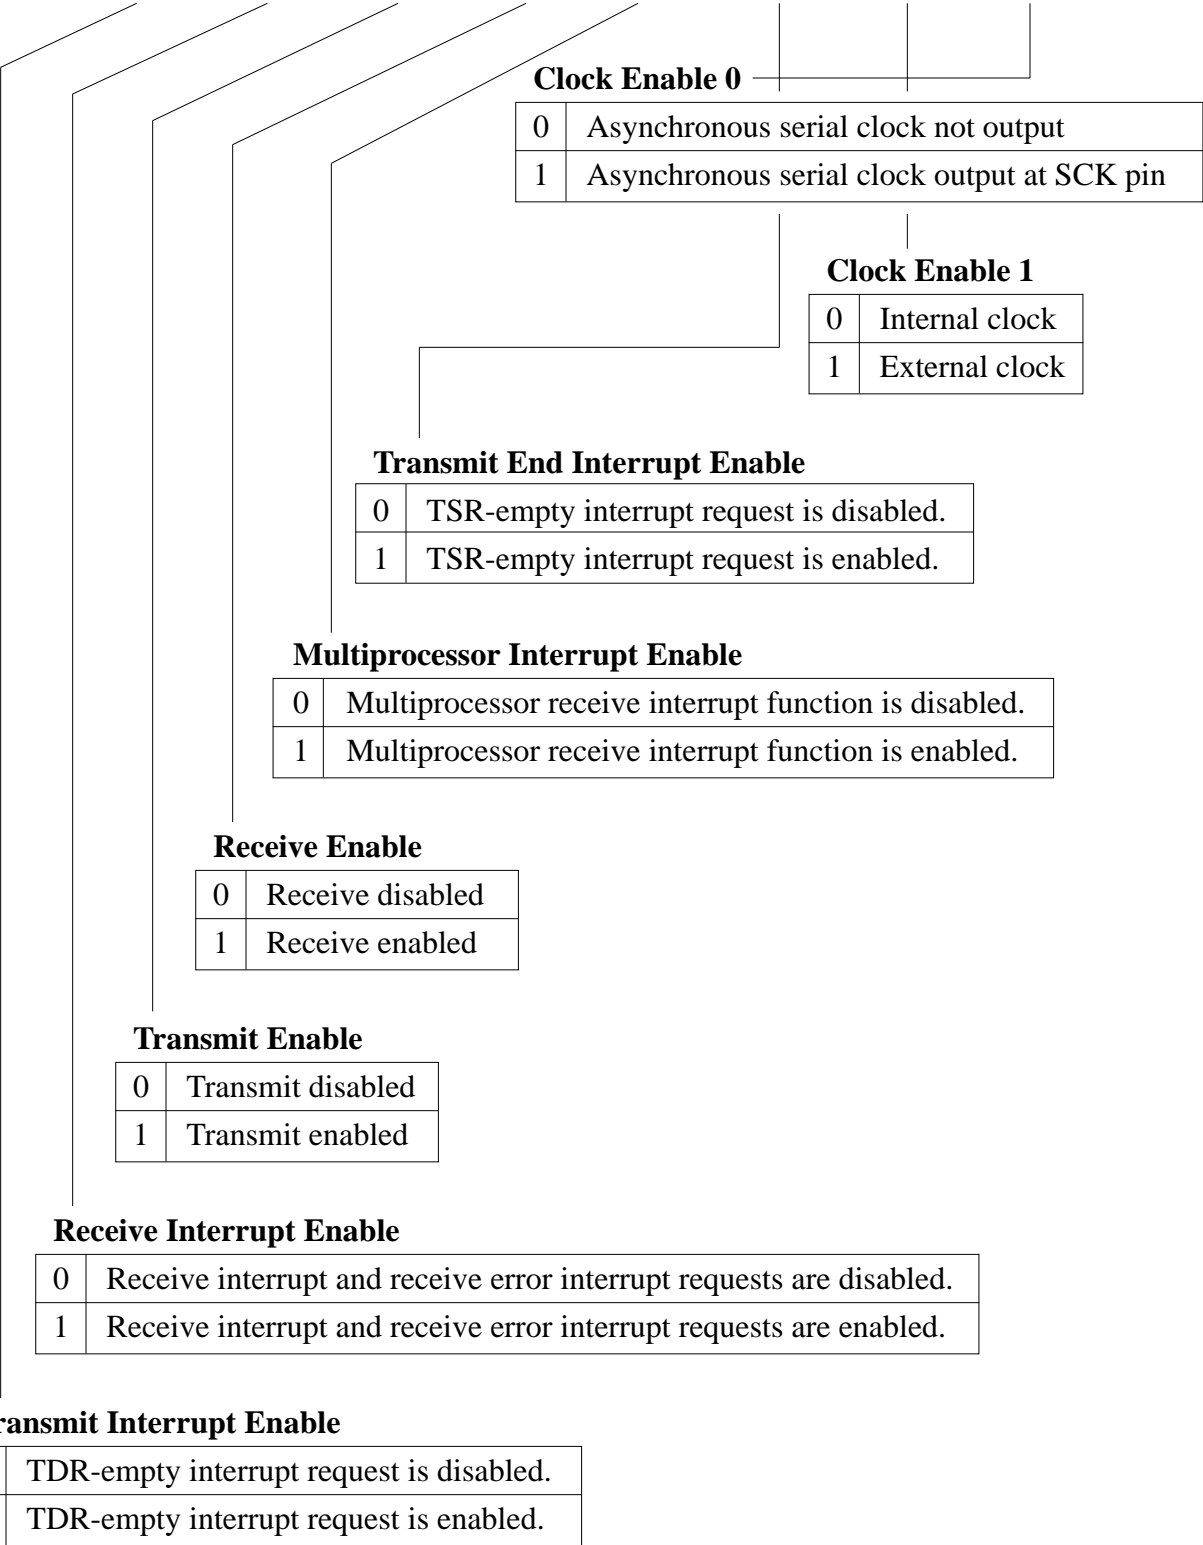 Clock Enable 0
0 Asynchronous serial clock not output
1 Asynchronous serial clock output at SCK pin
Clock Enable 1
0 Internal clock
1 External clock
Transmit End Interrupt Enable
0 TSR-empty interrupt request is disabled.
1 TSR-empty interrupt request is enabled.
Multiprocessor Interrupt Enable
0 Multiprocessor receive interrupt function is disabled.
1 Multiprocessor receive interrupt function is enabled.
Receive Enable
0 Receive disabled
1 Receive enabled
Transmit Enable
0 Transmit disabled
1 Transmit enabled
Receive Interrupt Enable
0 Receive interrupt and receive error interrupt requests are disabled.
1 Receive interrupt and receive error interrupt requests are enabled.
ransmit Interrupt Enable
TDR-empty interrupt request is disabled.
TDR-empty interrupt request is enabled.